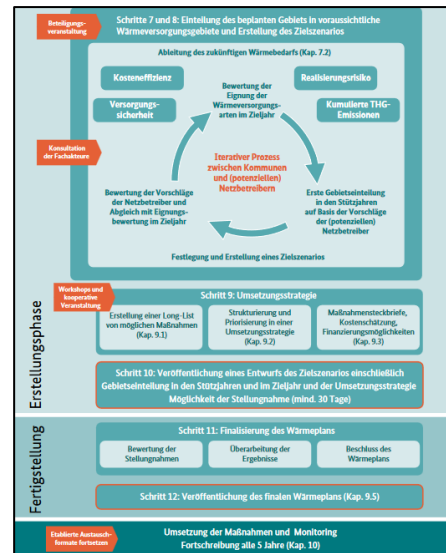 Beteiligungs-
veranstaltung
Schritte 7 und 8: Einteilung des beplanten Gebiets in voraussichtliche
Wärmeversorgungsgebiete und Erstellung des Zielszenarios
Ableitung des zukünftigen Wärmebedarfs (Kap. 7.2)
Kosteneffizienz
Realisierungsrisiko
Versorgungs-
sicherheit
Kumulierte THG-
Emissionen
Bewertung der
Eignung der
Wärmeversorgungs-
arten im Zieljahr
Konsultation
der Fachakteure
Iterativer Prozess
zwischen Kommunen
und (potenziellen)
Netzbetreibern
Bewertung der Vorschläge
der Netzbetreiber und
Abgleich mit Eignungs-
bewertung im Zieljahr
Erste Gebietseinteilung
in den Stützjahren
auf Basis der Vorschläge
der (potenziellen)
Netzbetreiber
Festlegung und Erstellung eines Zielszenarios
Workshops und
kooperative
Veranstaltung
Schritt 9: Umsetzungsstrategie
Erstellung einer Long-List
von möglichen Maßnahmen
(Kap. 9.1)
Strukturierung und
Priorisierung in einer
Umsetzungsstrategie
(Kap. 9.2)
Maßnahmensteckbriefe,
Kostenschätzung,
Finanzierungsmöglichkeiten
(Kap. 9.3)
Schritt 10: Veröffentlichung eines Entwurfs des Zielszenarios einschließlich
Gebietseinteilung in den Stützjahren und im Zieljahr und der Umsetzungsstrategie
Möglichkeit der Stellungnahme (mind. 30 Tage)
Erstellungsphase
Schritt 11: Finalisierung des Wärmeplans
Bewertung der
Stellungnahmen
Überarbeitung der
Ergebnisse
Beschluss des
Wärmeplans
Schritt 12: Veröffentlichung des finalen Wärmeplans (Kap. 9.5)
Fertigstellung
Etablierte Austausch-
formate fortsetzen
Umsetzung der Maßnahmen und Monitoring
Fortschreibung alle 5 Jahre (Kap. 10)